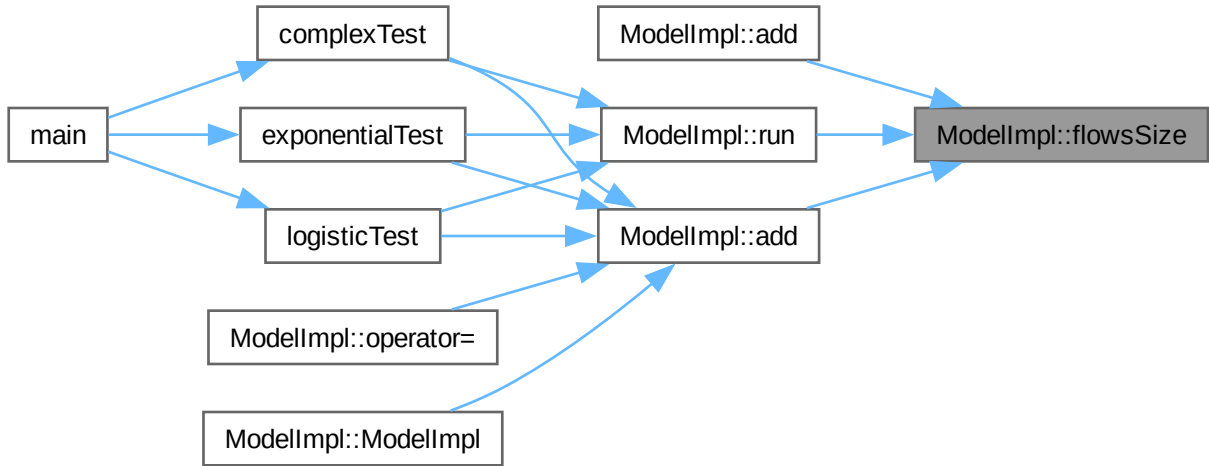 complexTest
ModelImpl::add
main
exponentialTest
ModelImpl::run
ModelImpl::flowsSize
logisticTest
ModelImpl::add
ModelImpl::operator=
ModelImpl::ModelImpl